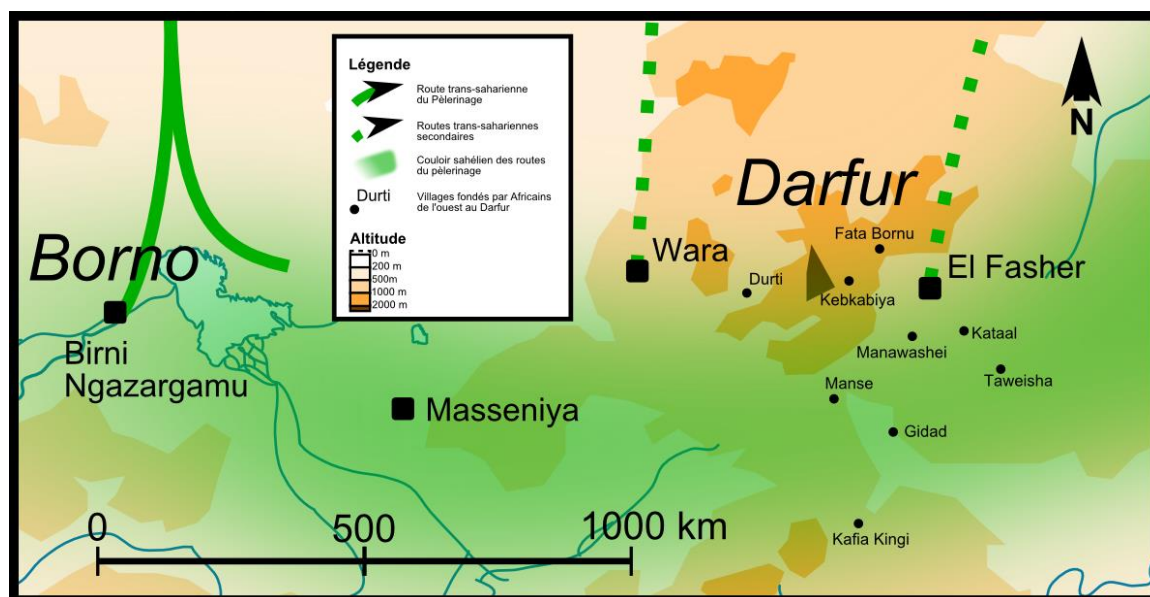 Légende
Route trans-saharienne
du Pèlerinage
Routes trans-sahariennes
secondaires
Couloir sahélien des routes
du pèlerinage
Durti
Villages fondés par Africains
de l'ouest au Darfur
Altitude
0 m
200 m
500m
1000 m
2000 m
N
Darfur
Borno
Fata Bornu
Wara
El Fasher
Durti
Kebkabiya
Birni
Ngazargamu
Kataal
Manawashei
Taweisha
Manse
Masseniya
Gidad
0
500
1000 km
Kafia Kingi